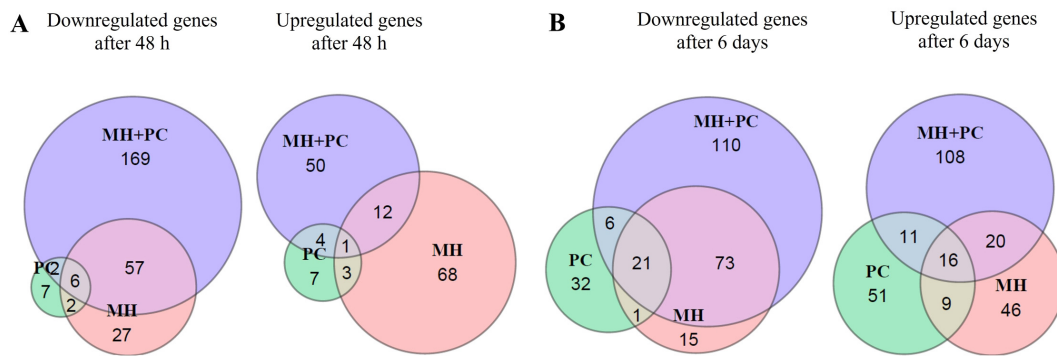 A
Downregulated genes
after 48 h
Upregulated genes
after 48 h
MH+PC
169
PC
2
7
6
2
57
MH
27
MH+PC
50
12
4
1
PC
7
3
MH
68
B
Downregulated genes
after 6 days
Upregulated genes
after 6 days
MH+PC
110
6
PC
32
21
73
1
MH
15
MH+PC
108
11
20
16
PC
51
9
MH
46